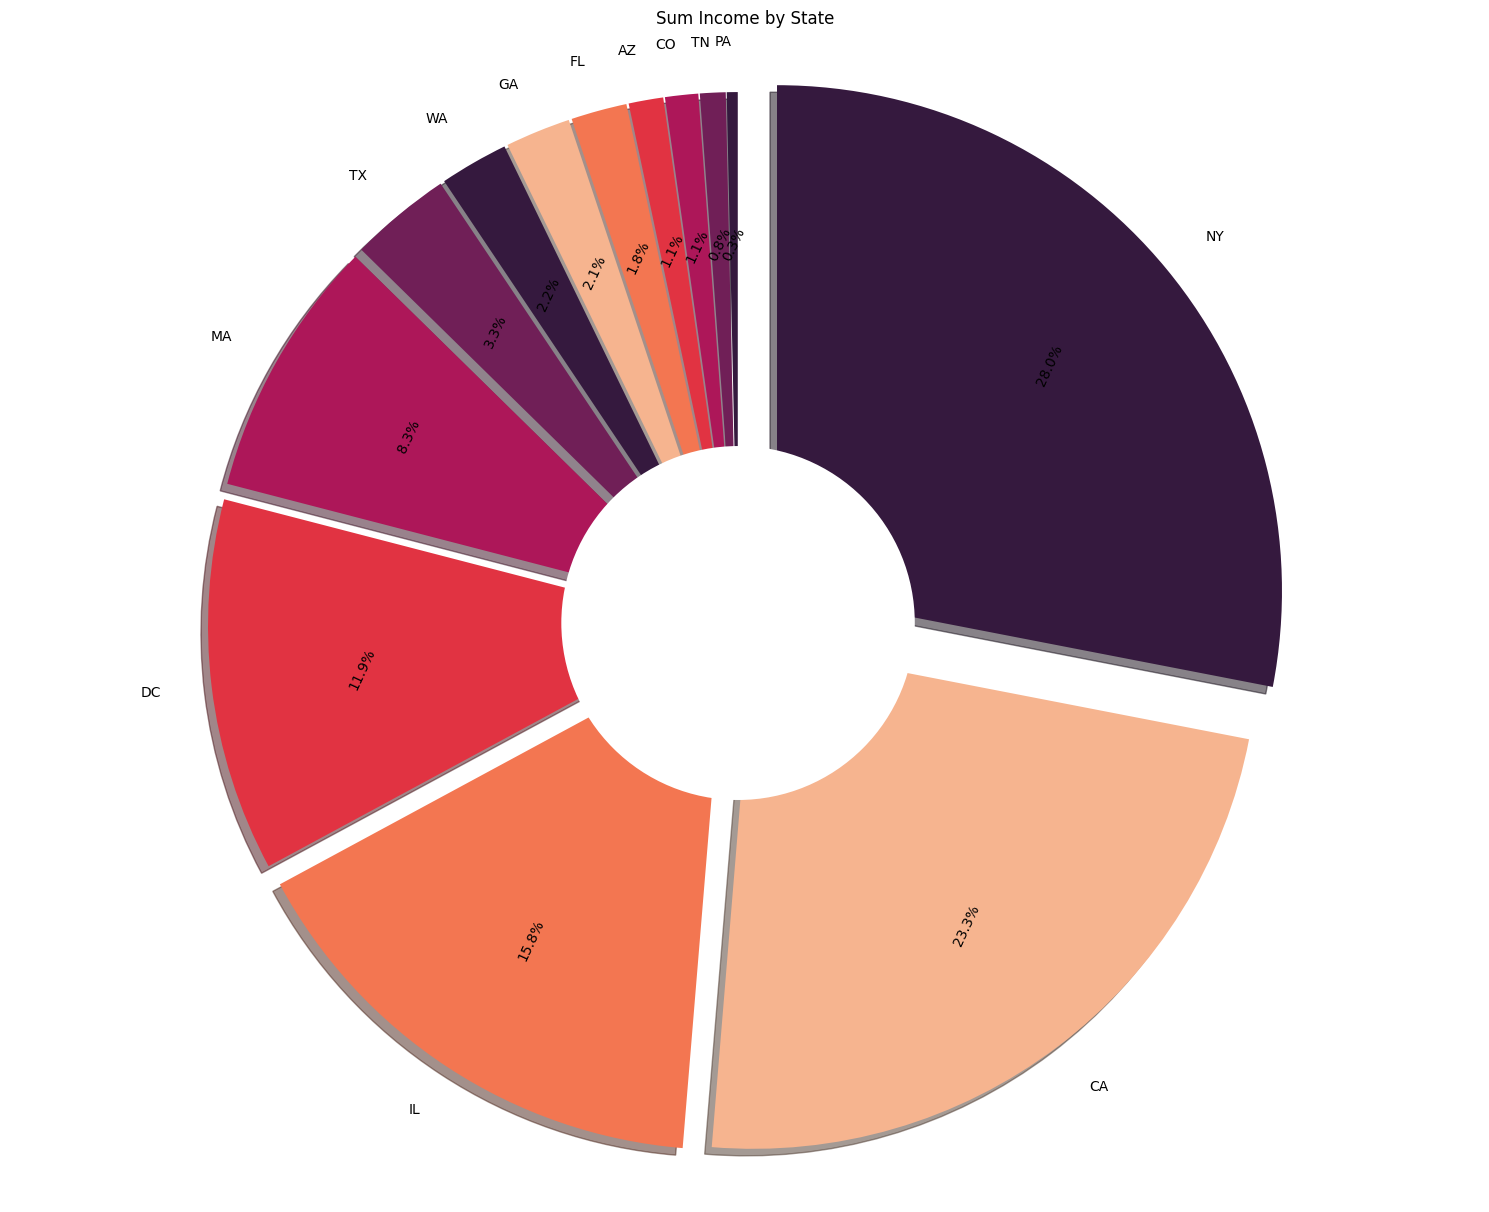 Sum Income by State
NY
28.0%
CA
23.3%
IL
15.8%
DC
11.9%
MA
8.3%
TX
3.3%
WA
2.2%
GA
2.1%
FL
1.8%
AZ
1.1%
CO
1.1%
TN
0.8%
PA
0.3%